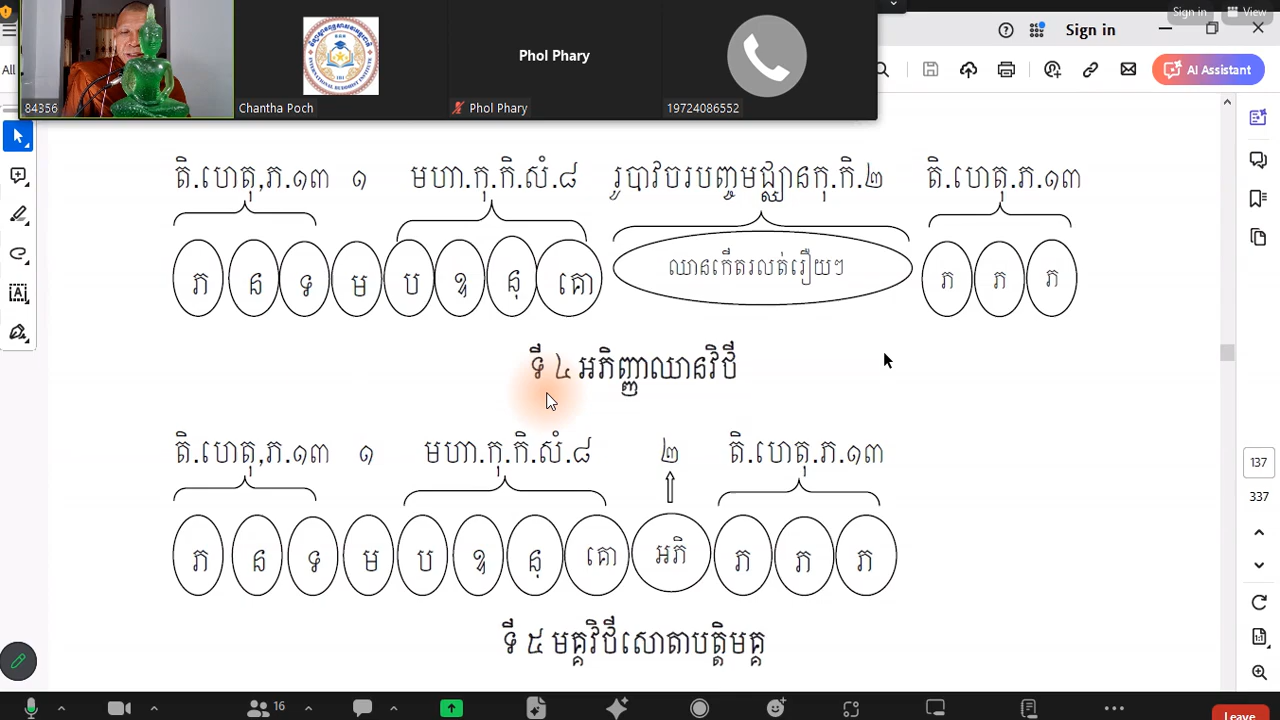 Sign in View
84356 Chantha Poch Phol Phary Phol Phary 19724086552
Sign in
All AI Assistant
តិ.ហេតុ,ភ.១៣ ១ មហា.កុ.កិ.សំ.៨ រូបាវចរបញ្ចមជ្ឈានកុ.កិ.២ តិ.ហេតុ.ភ.១៣
ភ ន ទ ម ប ឧ នុ គោ ឈានកើតរលត់រឿយៗ ភ ភ ភ
ទី ៤ អភិញ្ញាឈានវិថី
តិ.ហេតុ,ភ.១៣ ១ មហា.កុ.កិ.សំ.៨ ២ តិ.ហេតុ.ភ.១៣
ភ ន ទ ម ប ឧ នុ គោ អភិ ភ ភ ភ
ទី ៥ មគ្គវិថីសោតាបត្តិមគ្គ
137
337
16
Leave